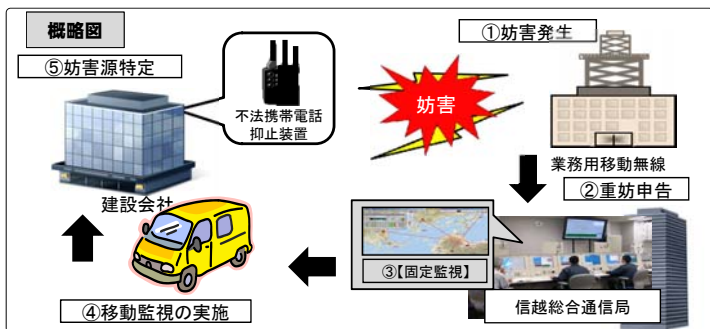 概略図
①妨害発生
⑤妨害源特定
不法携帯電話
抑止装置
妨害
業務用移動無線
②重妨申告
建設会社
③【固定監視】
④移動監視の実施
信越総合通信局